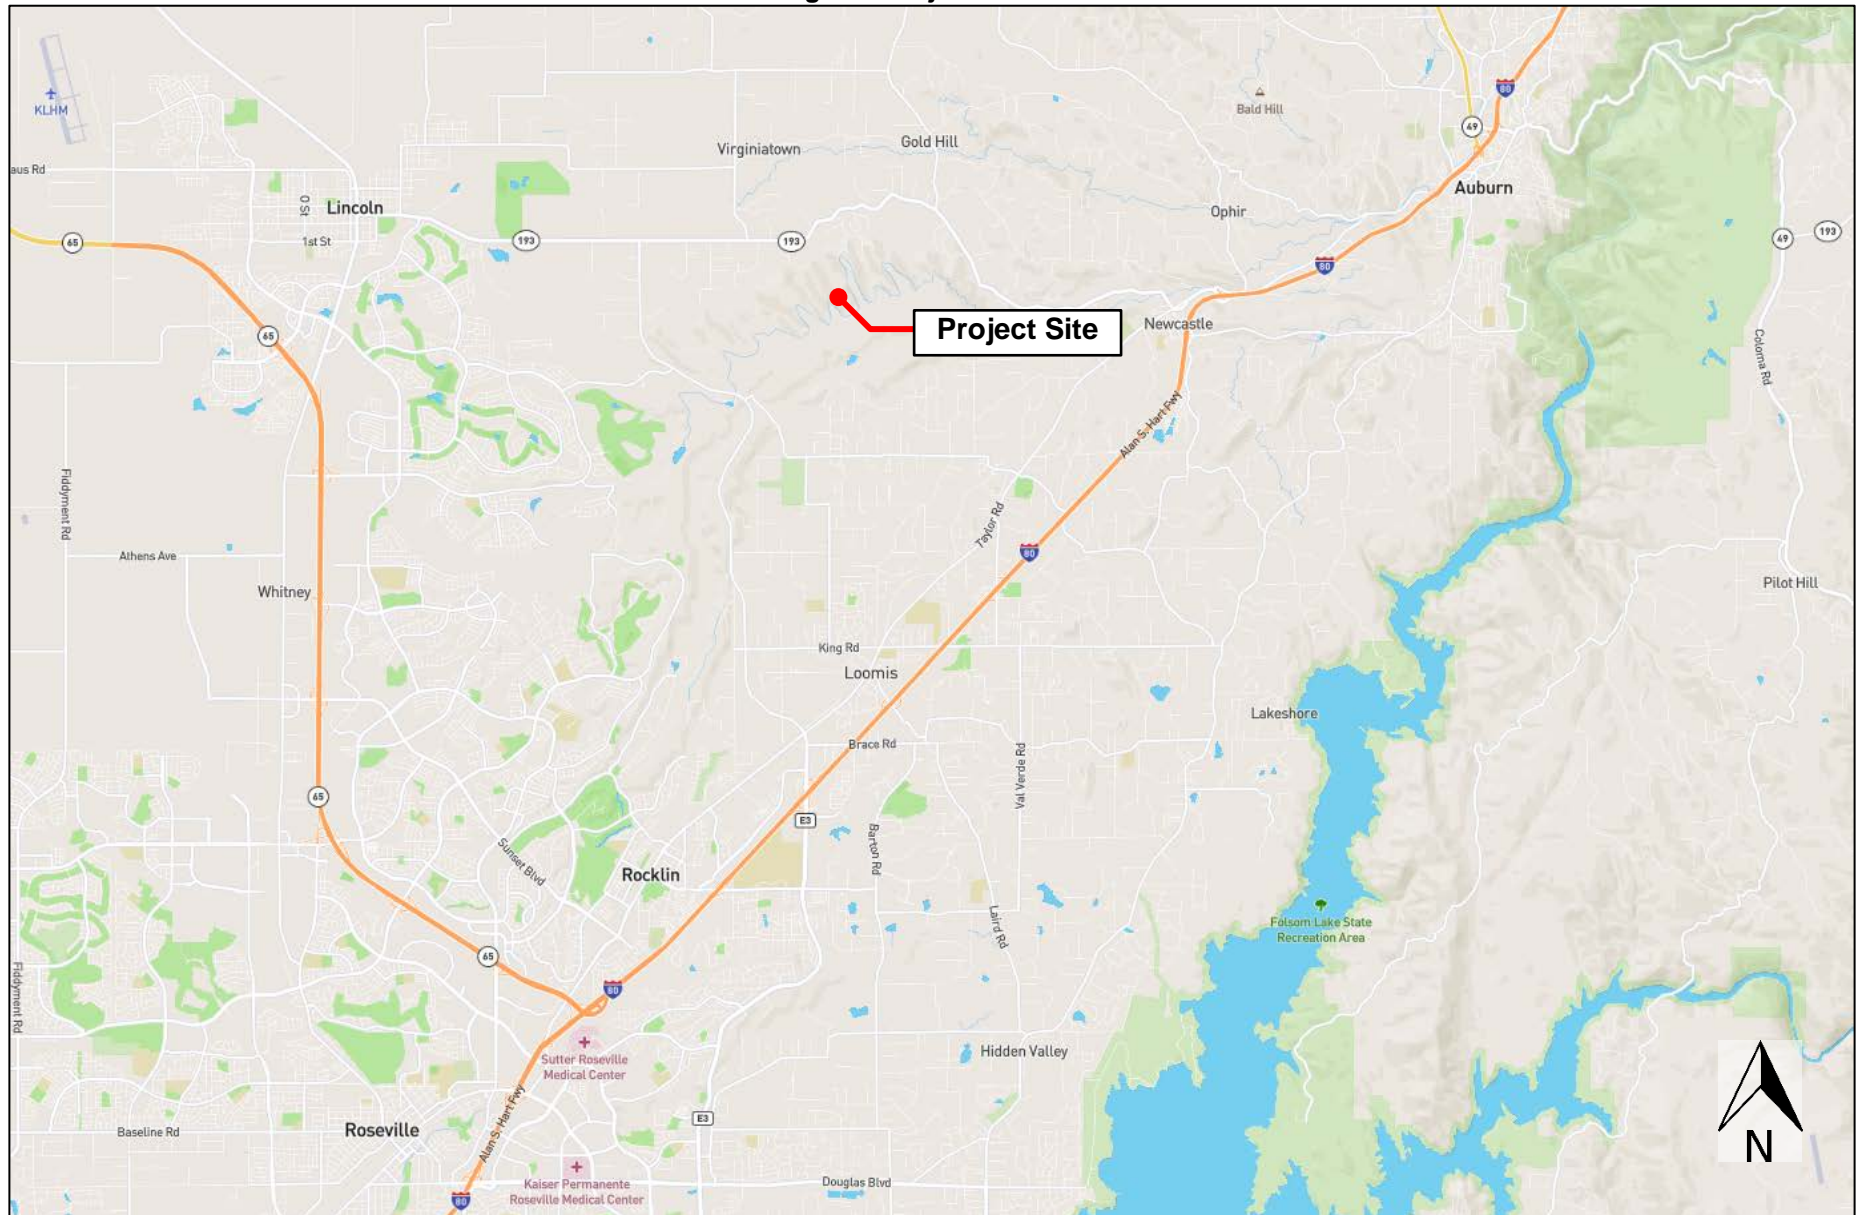 KLHM
Bald Hill
80
49
Virginiatown
Gold Hill
aus Rd
Auburn
Lincoln
O St
Ophir
1st St
65
193
193
80
49
193
Project Site
Newcastle
65
Coloma Rd
Alan S. Hart Fwy
Fiddyment Rd
Taylor Rd
Athens Ave
80
Whitney
Pilot Hill
King Rd
Loomis
Lakeshore
Brace Rd
Val Verde Rd
65
E3
Sunset Blvd
Barton Rd
Rocklin
Laird Rd
Folsom Lake State
Recreation Area
65
Fiddyment Rd
80
Sutter Roseville
Medical Center
Hidden Valley
Alan S. Hart Fwy
E3
Baseline Rd
Roseville
N
Kaiser Permanente
Roseville Medical Center
Douglas Blvd
80